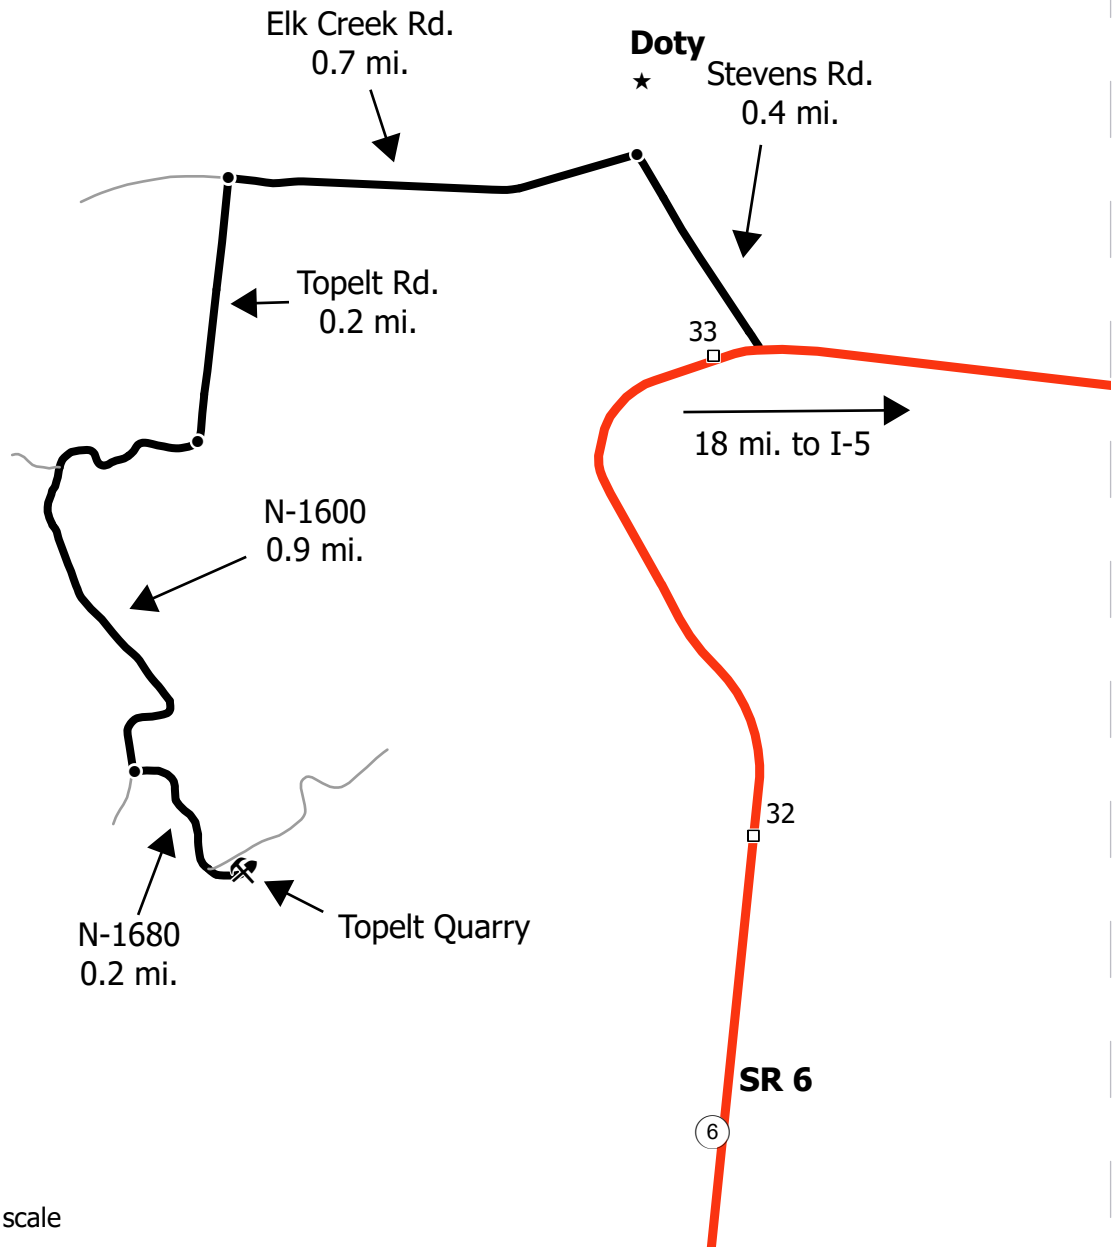 Elk Creek Rd.
0.7 mi.
Doty
Stevens Rd.
0.4 mi.
Topelt Rd.
0.2 mi.
33
18 mi. to I-5
N-1600
0.9 mi.
32
N-1680
0.2 mi.
Topelt Quarry
SR 6
6
scale